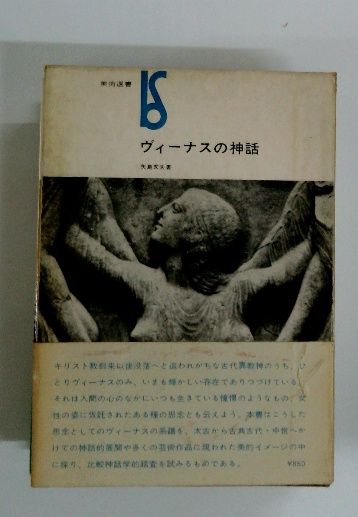 美術選書
ヴィーナスの神話
矢島文夫著
キリスト教到来以後没落へと追われがちな古代異教神のうち、ひ
とりヴィーナスのみ、いまも輝かしい存在でありつづけている。
それは人間の心のなかにいつも生きている憧憬のようなもの、女
性の姿に仮託されたある種の思念とも云えよう。本書はこうした
思念としてのヴィーナスの系譜を、太古から古典古代・中世へか
けての神話的展開や多くの芸術作品に現われた美的イメージの中
に探り、比較神話学的踏査を試みるものである。